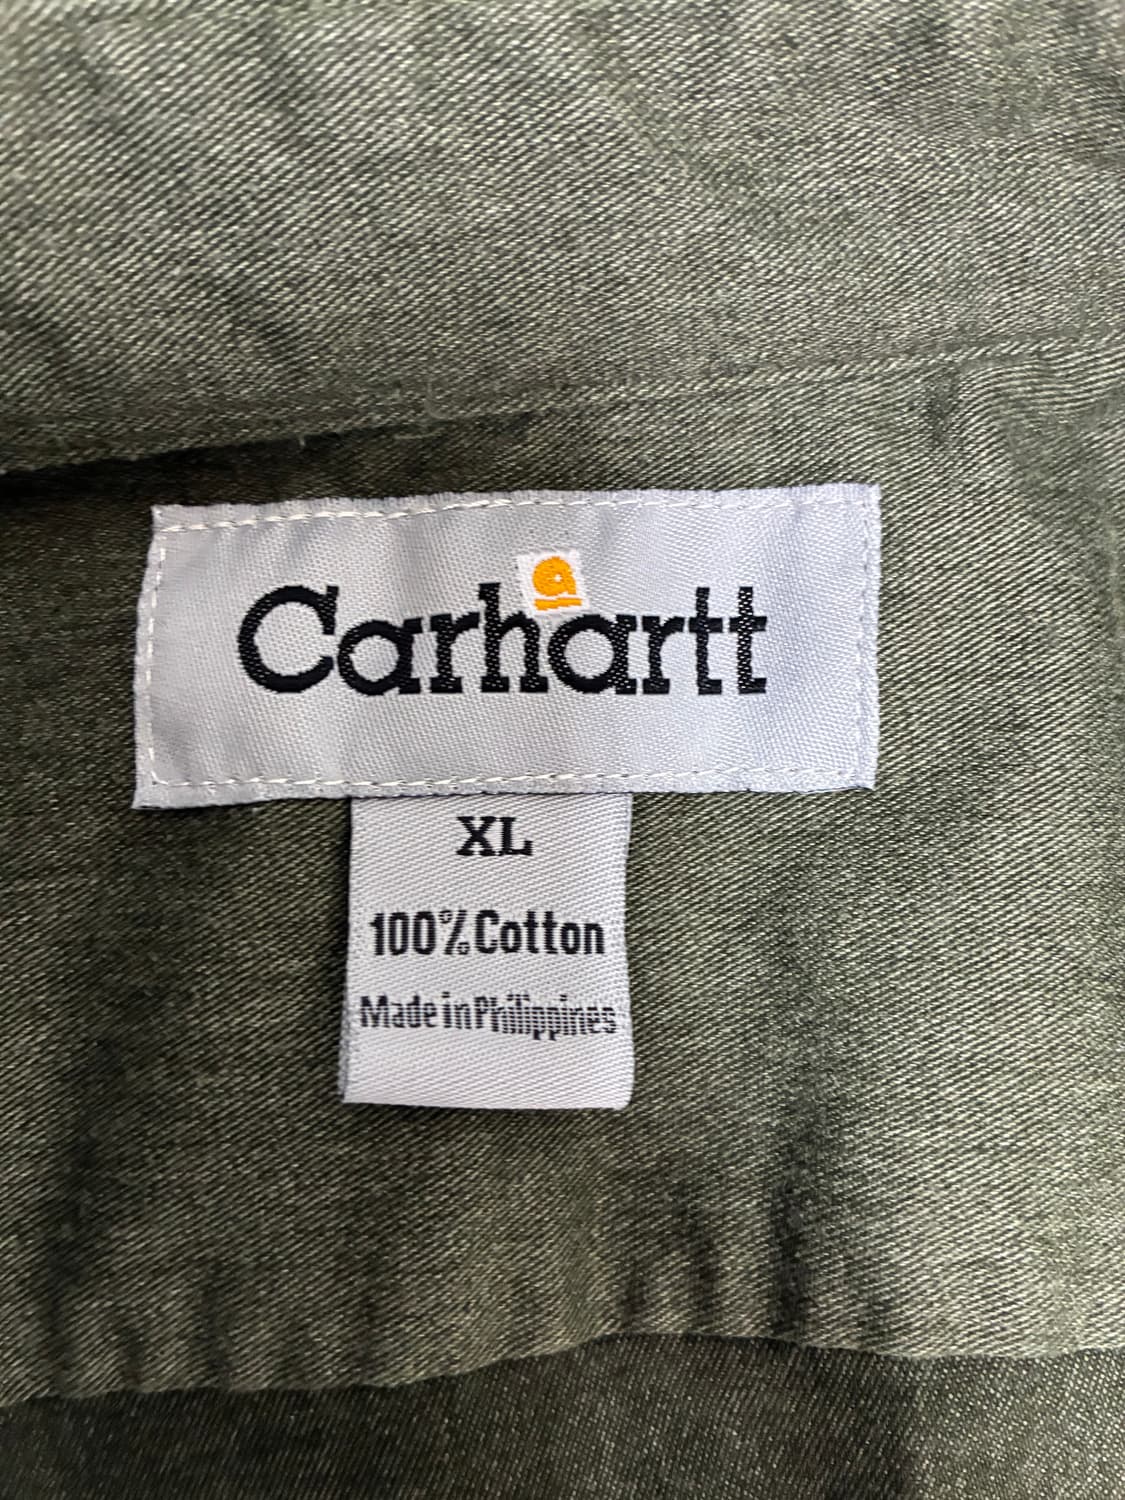 Carhartt
XL
100% Cotton
Made in Philippines